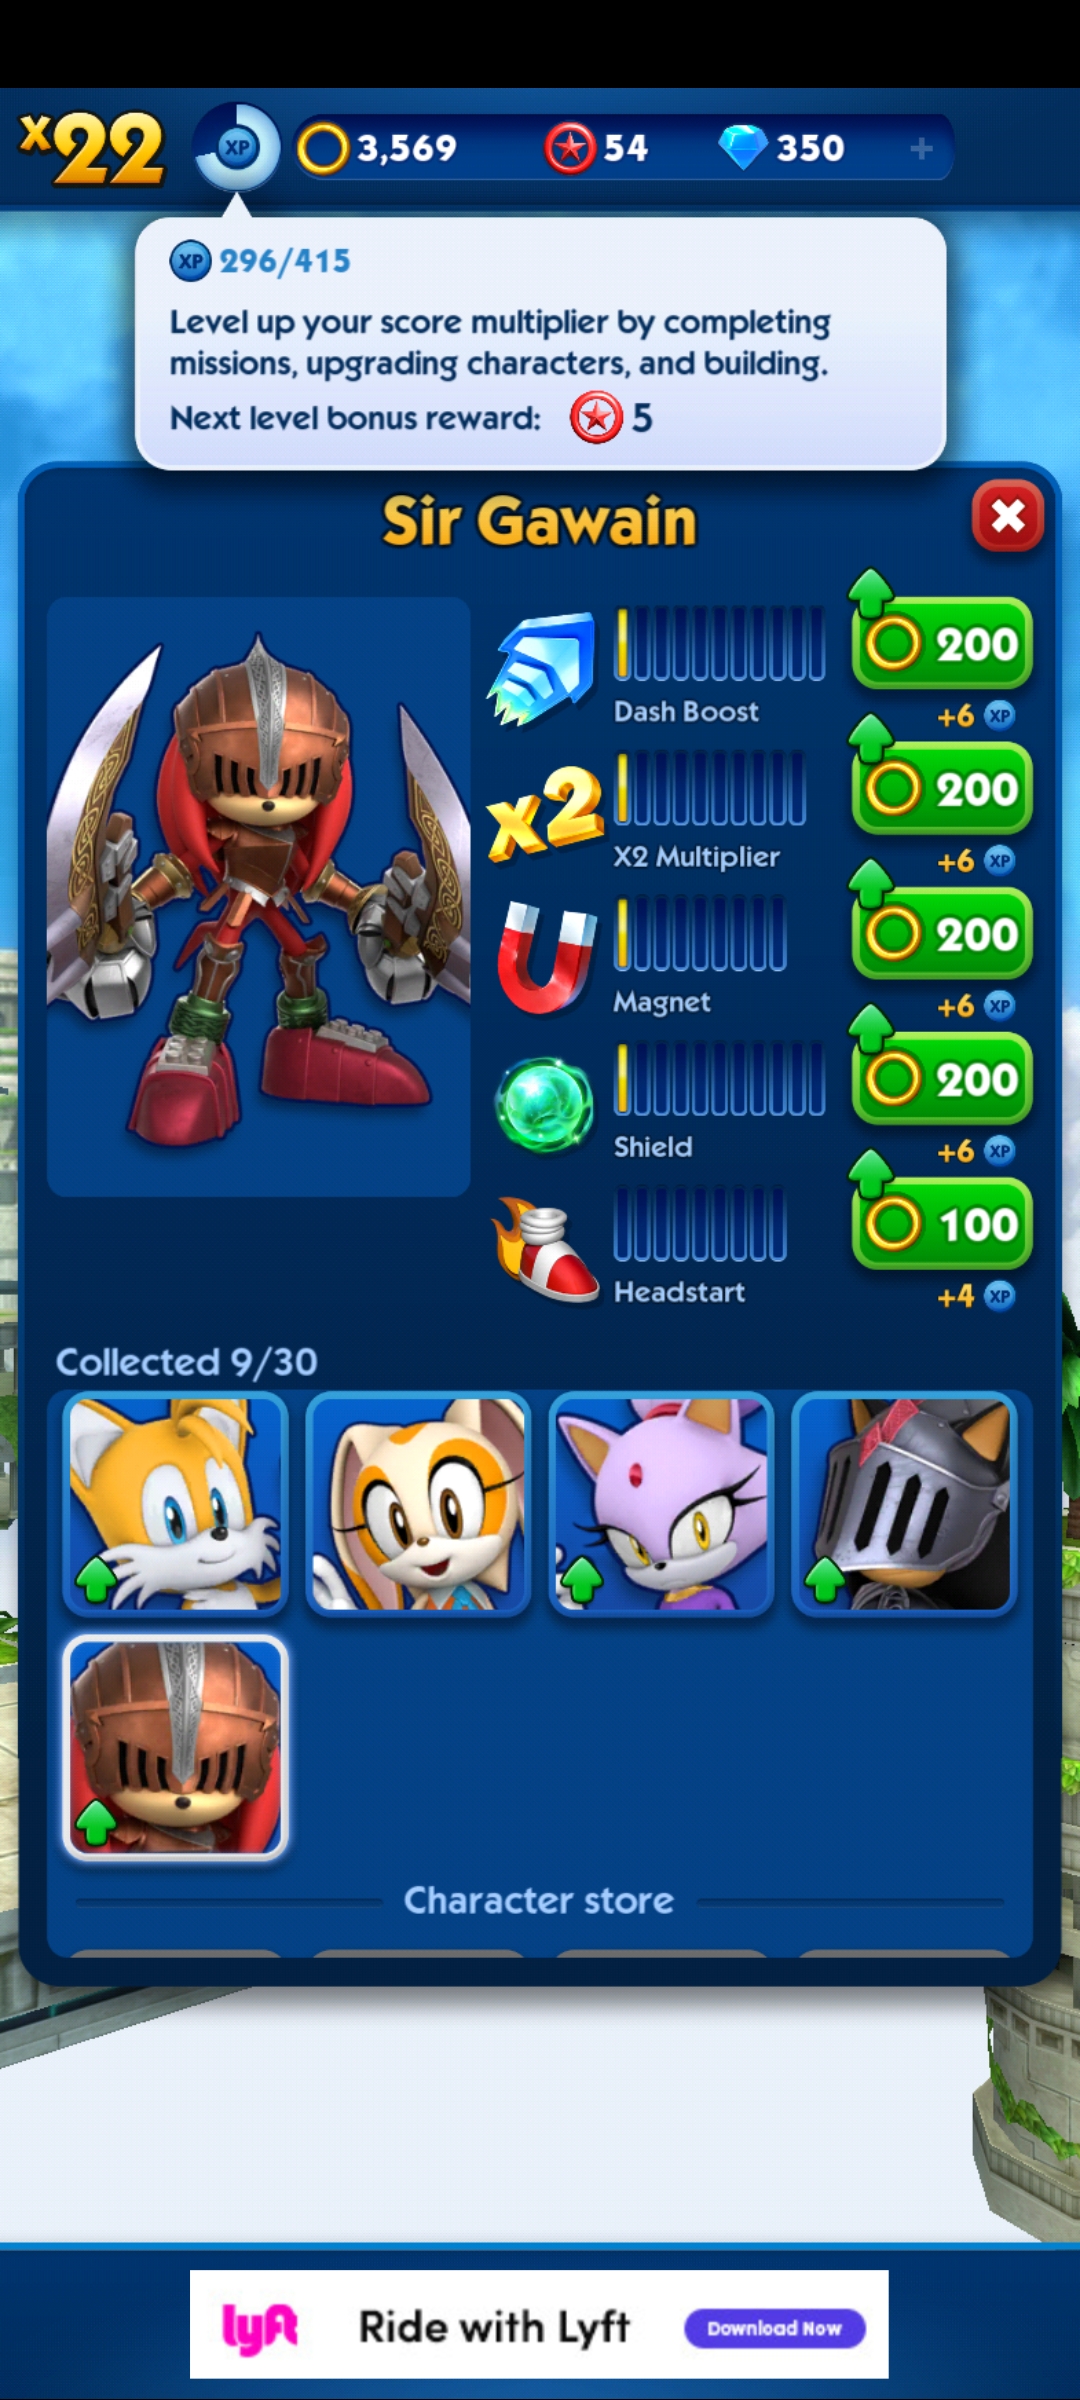 x22 XP 3,569 54 350 +
XP 296/415
Level up your score multiplier by completing
missions, upgrading characters, and building.
Next level bonus reward: 5
Sir Gawain
200
Dash Boost
+6 XP
x2
200
X2 Multiplier
+6 XP
200
Magnet
+6 XP
200
Shield
+6 XP
100
Headstart
+4 XP
Collected 9/30
Character store
lyft Ride with Lyft Download Now